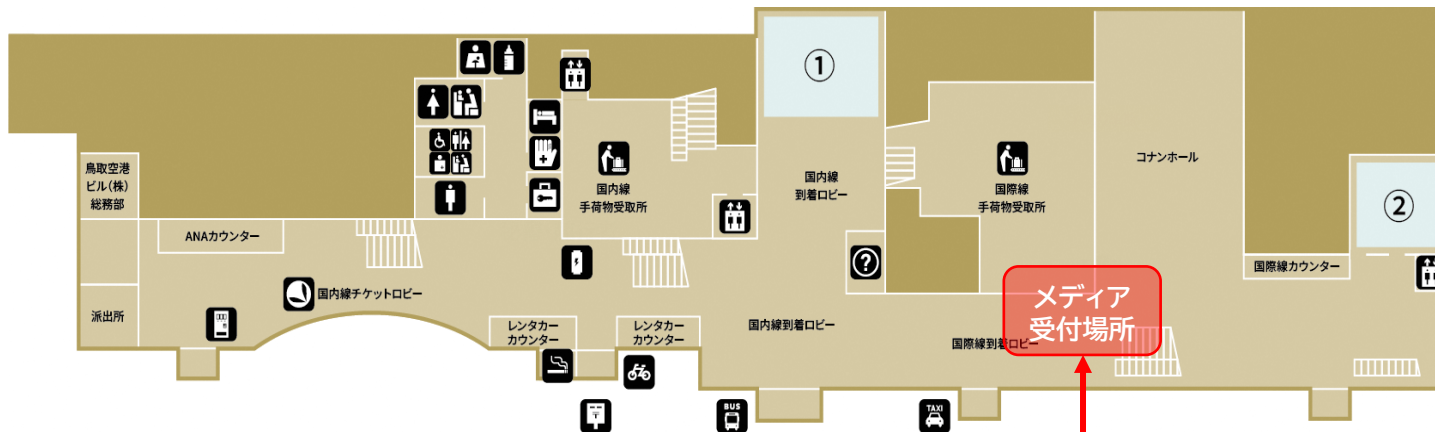 ①
②
コナンホール
国内線
到着ロビー
国内線
手荷物受取所
国際線
手荷物受取所
鳥取空港
ビル(株)
総務部
ANAカウンター
国際線カウンター
国内線チケットロビー
派出所
レンタカー
カウンター
レンタカー
カウンター
国内線到着ロビー
国際線到着ロビー
メディア
受付場所
?
BUS
TAXI